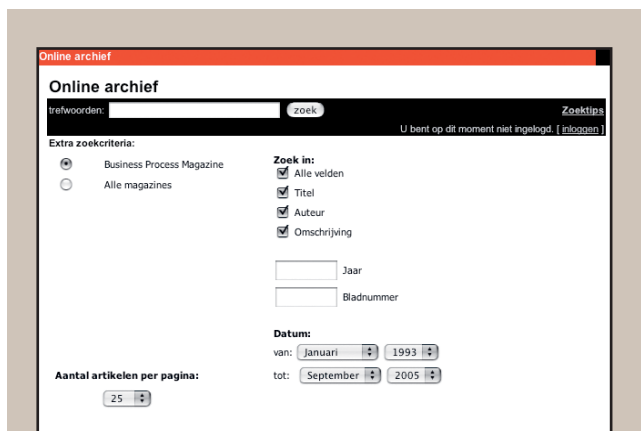 Online archief
Online archief
trefwoorden: zoek Zoektips
U bent op dit moment niet ingelogd. [ inloggen ]
Extra zoekcriteria:
Business Process Magazine
Alle magazines
Zoek in:
Alle velden
Titel
Auteur
Omschrijving
Jaar
Bladnummer
Datum:
van: Januari 1993
tot: September 2005
Aantal artikelen per pagina:
25